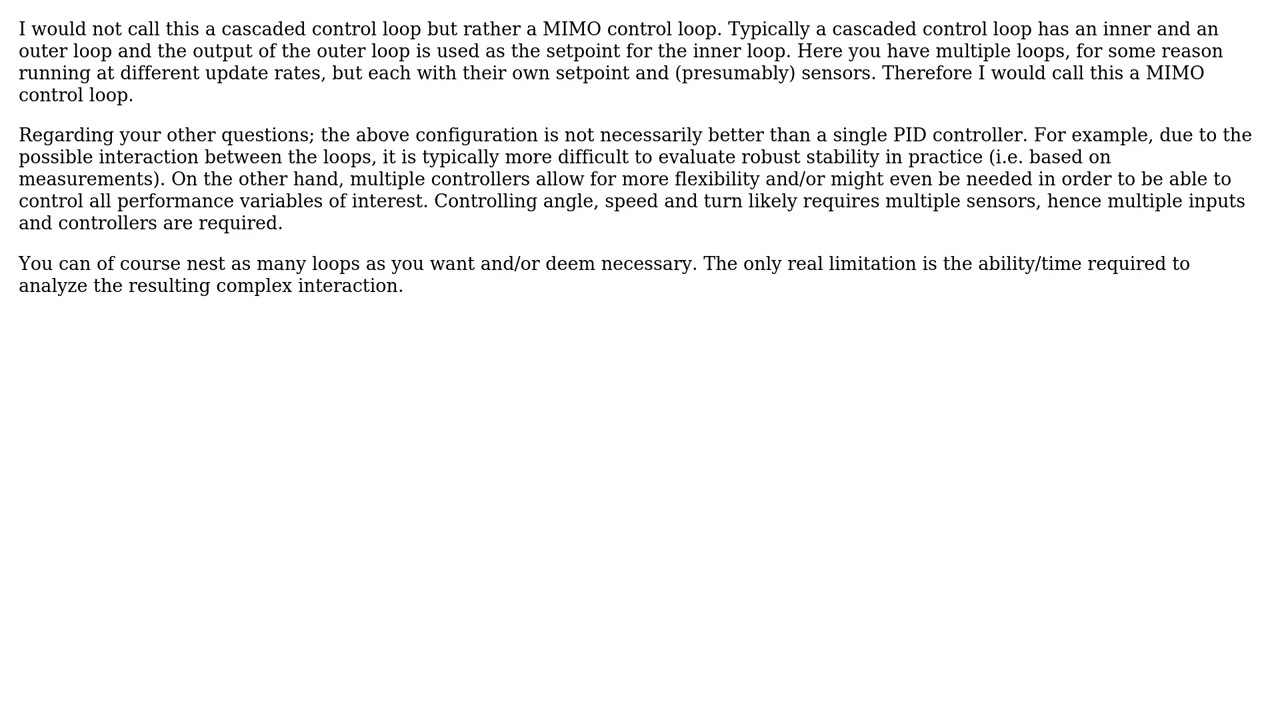 I would not call this a cascaded control loop but rather a MIMO control loop. Typically a cascaded control loop has an inner and an
outer loop and the output of the outer loop is used as the setpoint for the inner loop. Here you have multiple loops, for some reason
running at different update rates, but each with their own setpoint and (presumably) sensors. Therefore I would call this a MIMO
control loop.
Regarding your other questions; the above configuration is not necessarily better than a single PID controller. For example, due to the
possible interaction between the loops, it is typically more difficult to evaluate robust stability in practice (i.e. based on
measurements). On the other hand, multiple controllers allow for more flexibility and/or might even be needed in order to be able to
control all performance variables of interest. Controlling angle, speed and turn likely requires multiple sensors, hence multiple inputs
and controllers are required.
You can of course nest as many loops as you want and/or deem necessary. The only real limitation is the ability/time required to
analyze the resulting complex interaction.